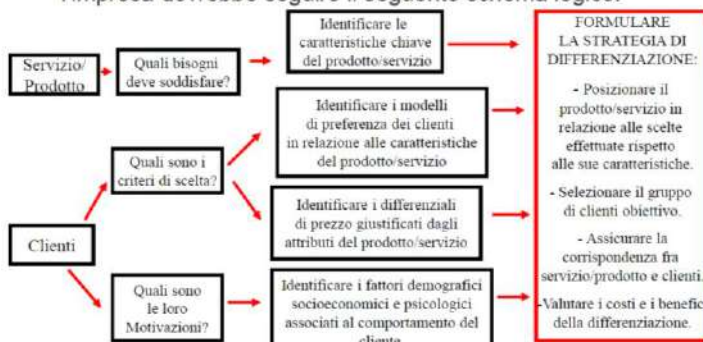 l'impresa dovrebbe seguire il seguente schema logico:
Servizio/
Prodotto
Quali bisogni
deve soddisfare?
Identificare le
caratteristiche chiave
del prodotto/servizio
Clienti
Quali sono i
criteri di scelta?
Identificare i modelli
di preferenza dei clienti
in relazione alle caratteristiche
del prodotto/servizio
Identificare i differenziali
di prezzo giustificati dagli
attributi del prodotto/servizio
Quali sono
le loro
Motivazioni?
Identificare i fattori demografici
socioeconomici e psicologici
associati al comportamento del
cliente
FORMULARE
LA STRATEGIA DI
DIFFERENZIAZIONE:
- Posizionare il
prodotto/servizio in
relazione alle scelte
effettuate rispetto
alle sue caratteristiche.
- Selezionare il gruppo
di clienti obiettivo.
- Assicurare la
corrispondenza fra
servizio/prodotto e clienti.
-Valutare i costi e i benefici
della differenziazione.